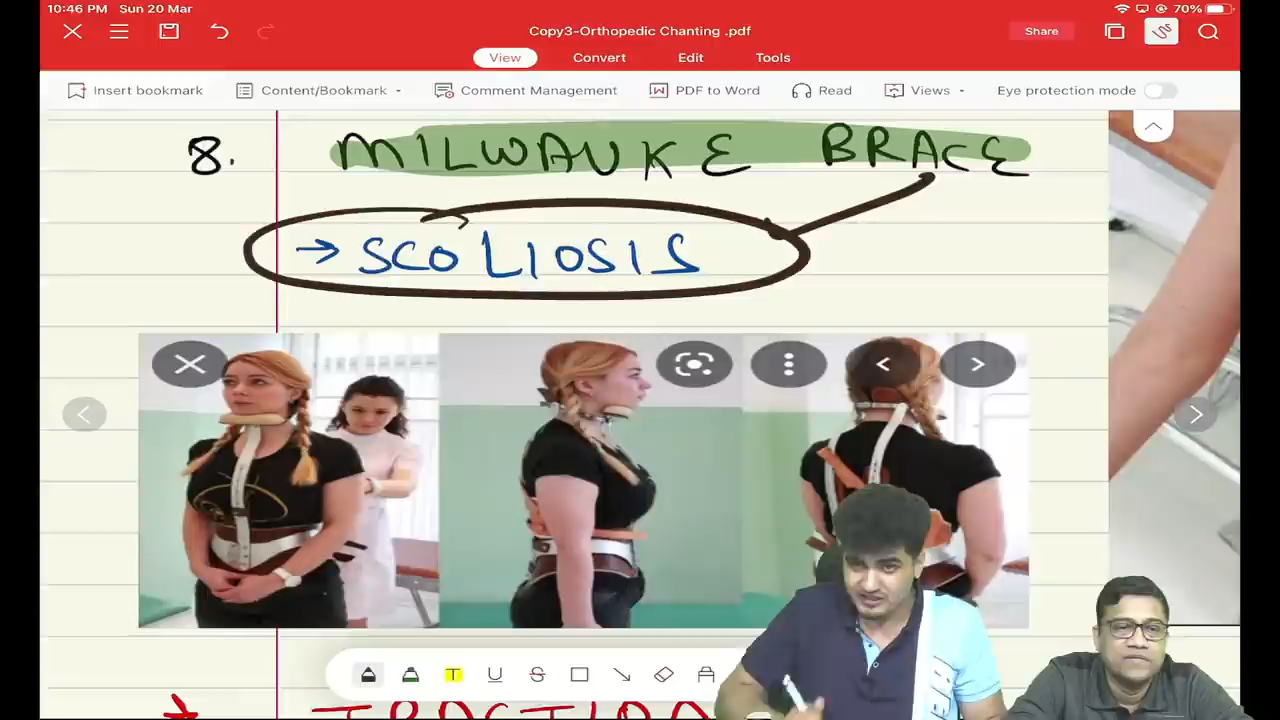 10:46 PM Sun 20 Mar 70%
Copy3-Orthopedic Chanting .pdf
Share
View Convert Edit Tools
Insert bookmark Content/Bookmark Comment Management PDF to Word Read Views Eye protection mode
8. MILWAUKE BRACE
→ SCOLIOSIS
T U S
TRACTION